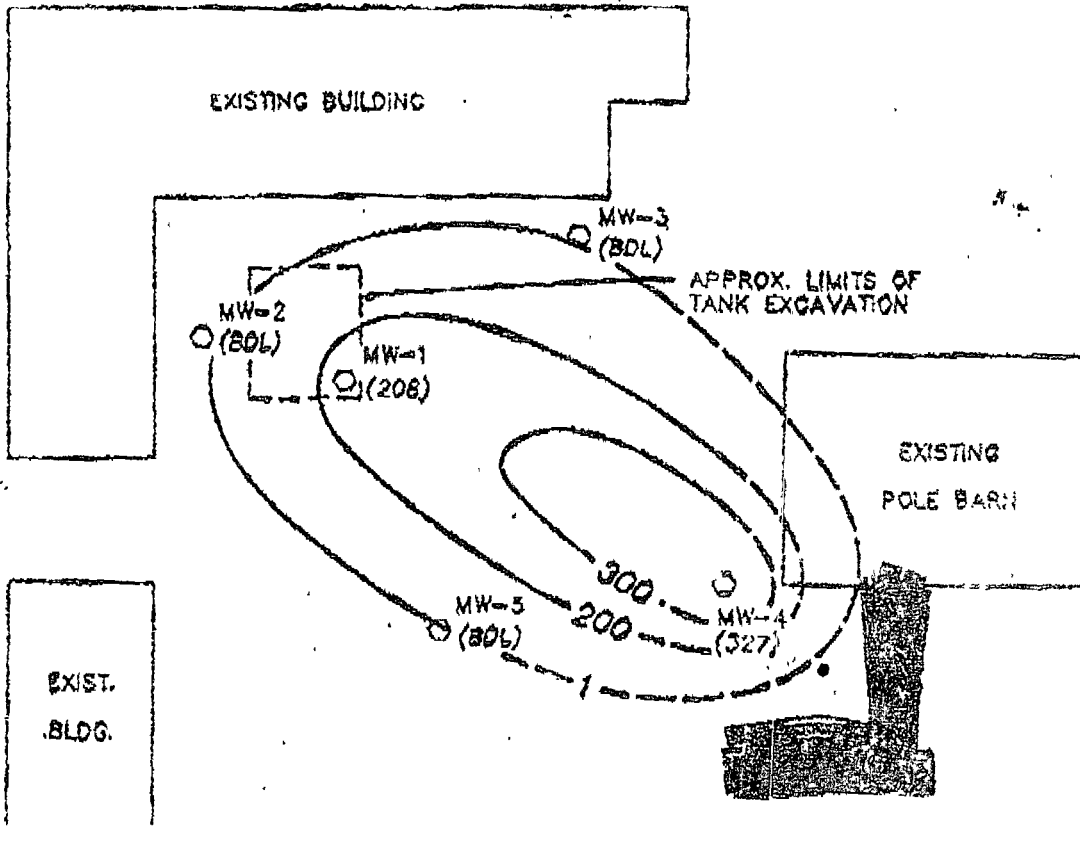 EXISTING BUILDING
MW-3
(BDL)
APPROX. LIMITS OF
TANK EXCAVATION
MW-2
(BDL)
MW-1
(208)
EXISTING
POLE BARN
300
MW-4
(327)
200
MW-5
(BDL)
1
EXIST.
BLDG.